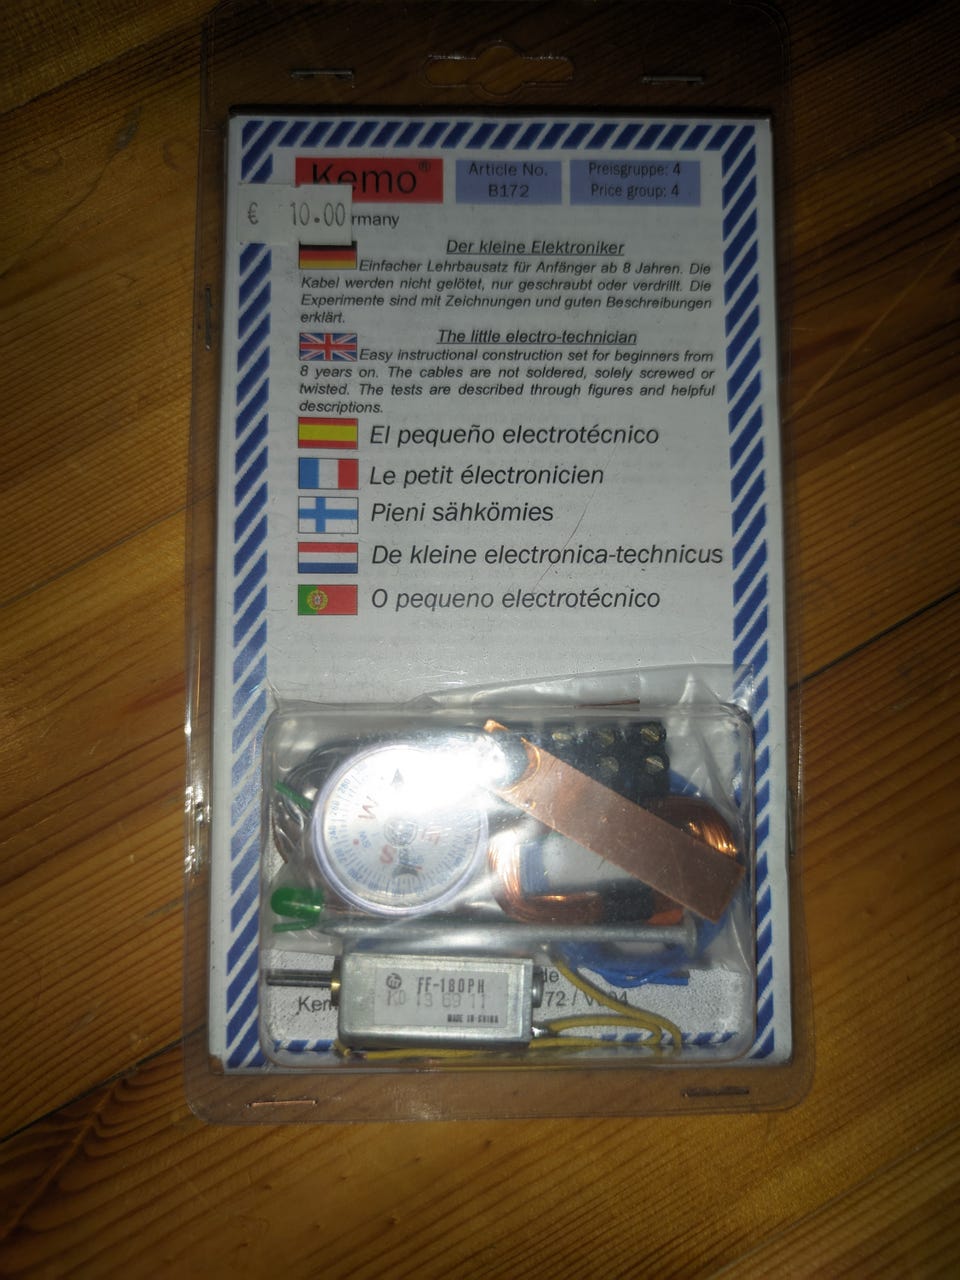 Kemo®
Article No.
B172
Preisgruppe: 4
Price group: 4
€ 10.00
rmany
Der kleine Elektroniker
Einfacher Lehrbausatz für Anfänger ab 8 Jahren. Die
Kabel werden nicht gelötet, nur geschraubt oder verdrillt. Die
Experimente sind mit Zeichnungen und guten Beschreibungen
erklärt.
The little electro-technician
Easy instructional construction set for beginners from
8 years on. The cables are not soldered, solely screwed or
twisted. The tests are described through figures and helpful
descriptions.
El pequeño electrotécnico
Le petit électronicien
Pieni sähkömies
De kleine electronica-technicus
O pequeno electrotécnico
W
S
E
FF-180PH
MADE IN CHINA
de
Kem
72 / V004